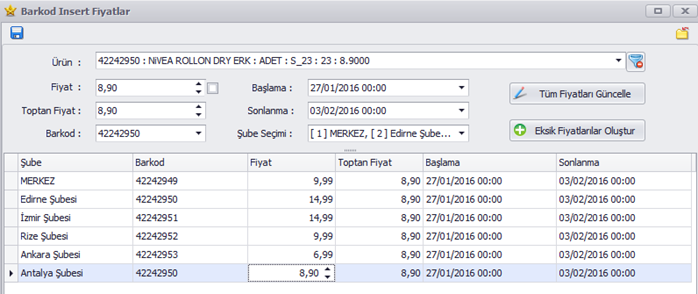 Barkod Insert Fiyatlar
Ürün : 42242950 : NiVEA ROLLON DRY ERK : ADET : S_23 : 23 : 8.9000
Fiyat : 8,90 Başlama : 27/01/2016 00:00 Tüm Fiyatları Güncelle
Toptan Fiyat : 8,90 Sonlanma : 03/02/2016 00:00
Barkod : 42242950 Şube Seçimi : [ 1] MERKEZ, [ 2] Edirne Şube... Eksik Fiyatlarılar Oluştur
Şube Barkod Fiyat Toptan Fiyat Başlama Sonlanma
MERKEZ 42242949 9,99 8,90 27/01/2016 00:00 03/02/2016 00:00
Edirne Şubesi 42242950 14,99 8,90 27/01/2016 00:00 03/02/2016 00:00
İzmir Şubesi 42242951 14,99 8,90 27/01/2016 00:00 03/02/2016 00:00
Rize Şubesi 42242952 9,99 8,90 27/01/2016 00:00 03/02/2016 00:00
Ankara Şubesi 42242953 6,99 8,90 27/01/2016 00:00 03/02/2016 00:00
Antalya Şubesi 42242950 8,90 8,90 27/01/2016 00:00 03/02/2016 00:00